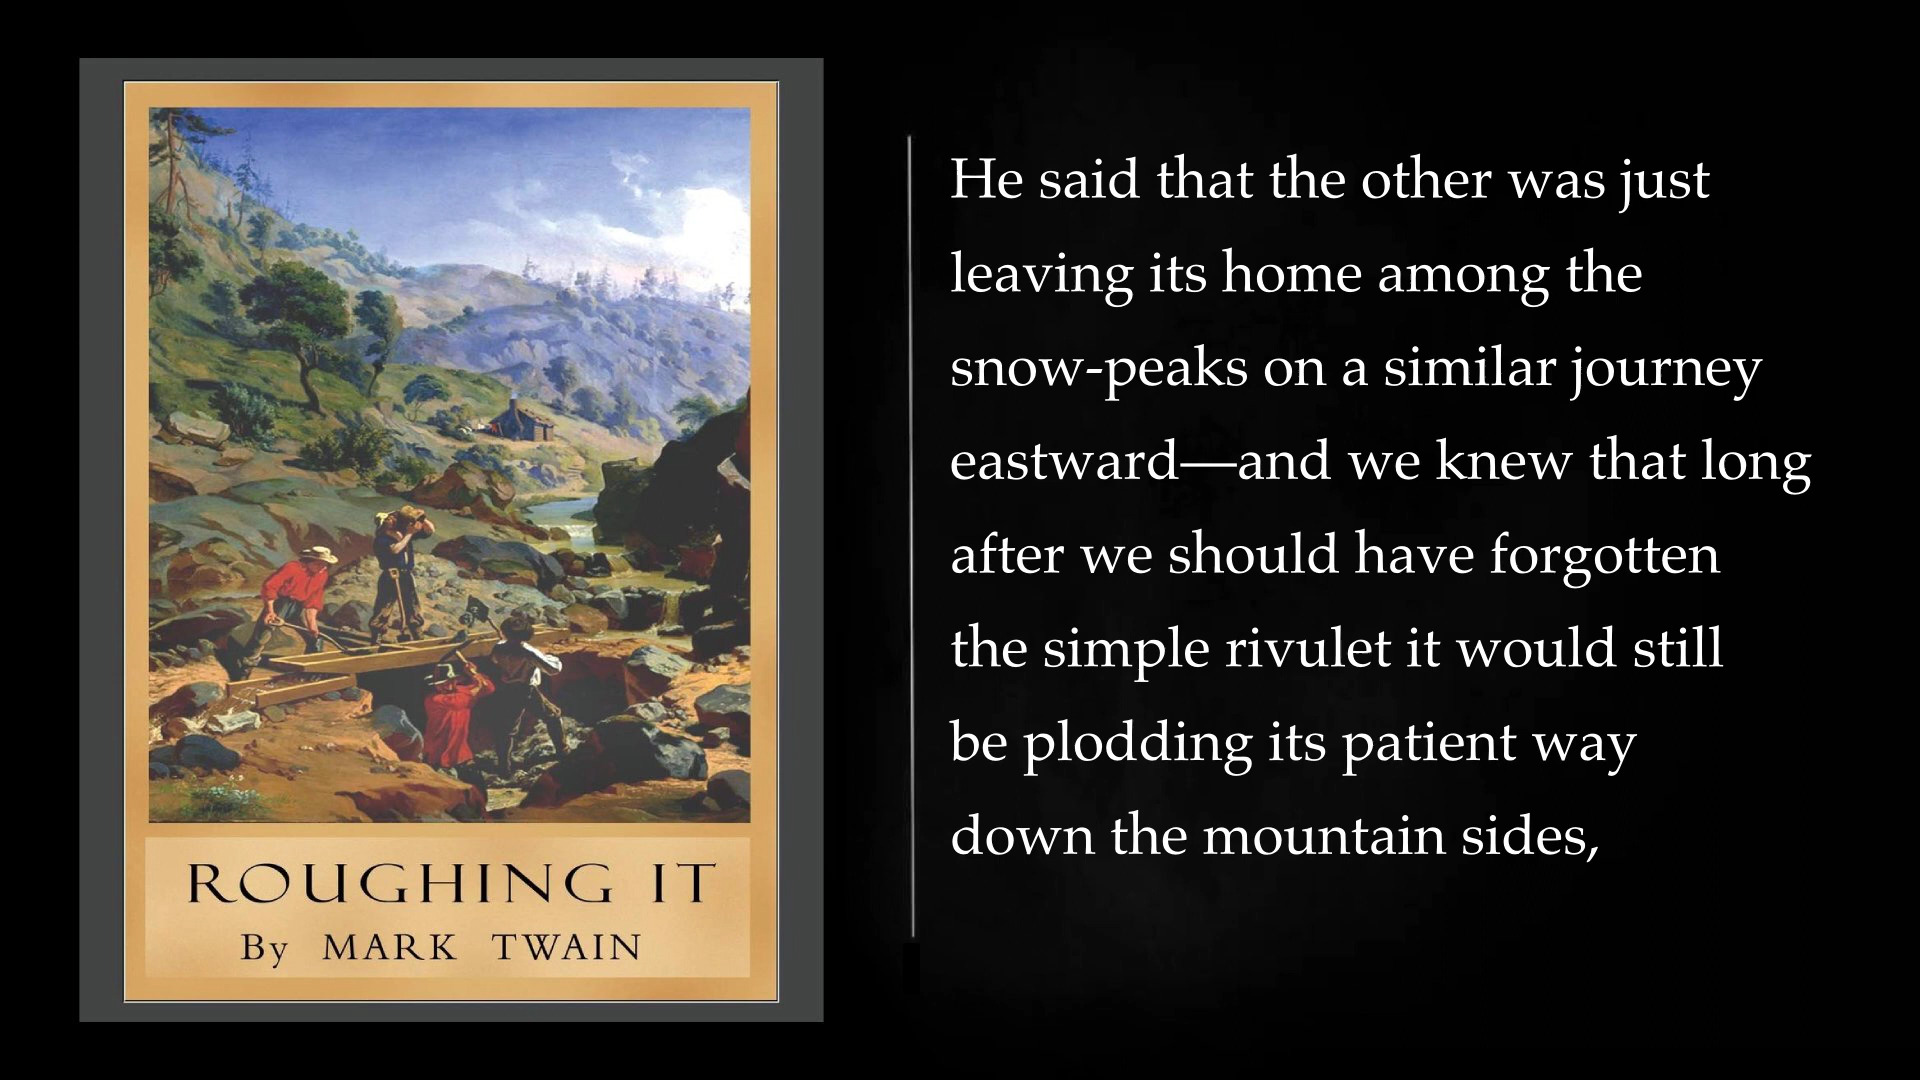 ROUGHING IT
By MARK TWAIN
He said that the other was just
leaving its home among the
snow-peaks on a similar journey
eastward—and we knew that long
after we should have forgotten
the simple rivulet it would still
be plodding its patient way
down the mountain sides,